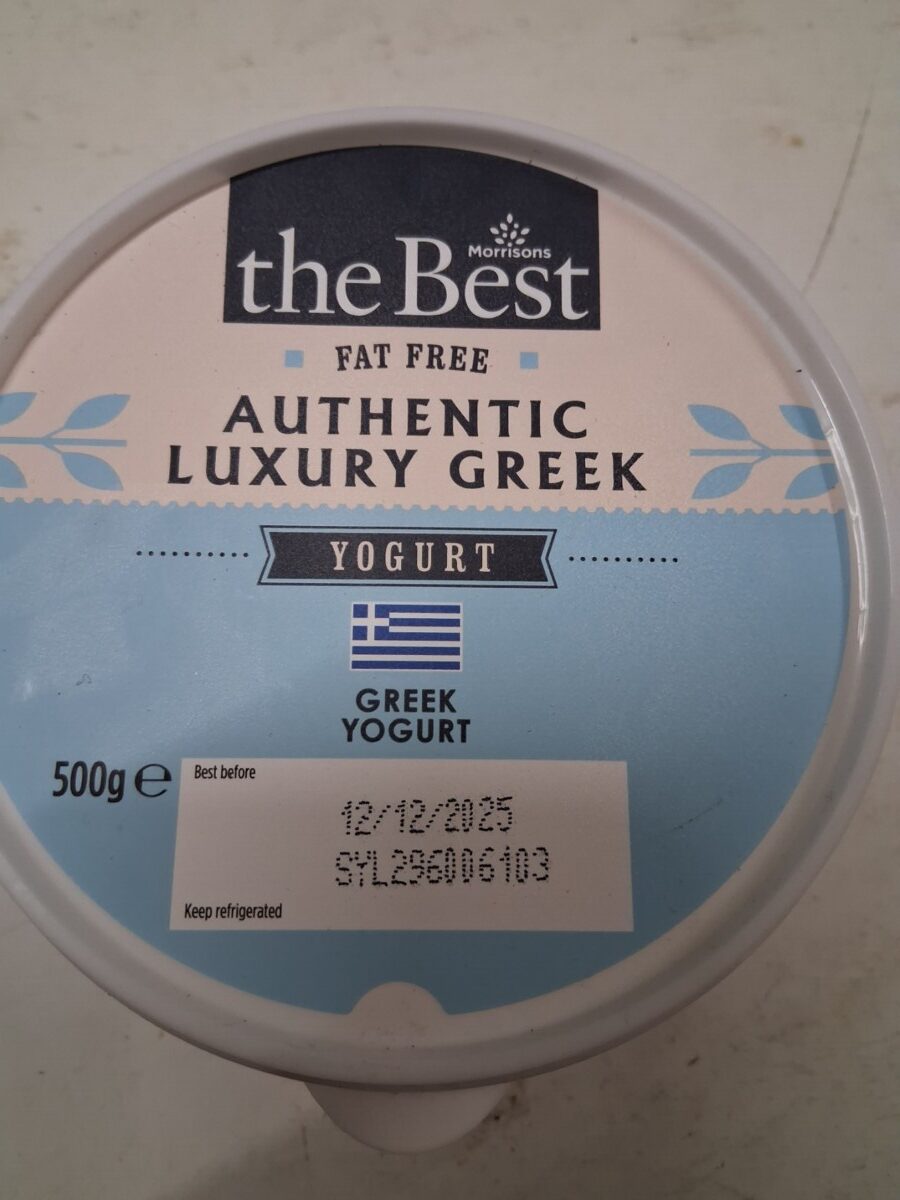 Morrisons
the Best
FAT FREE
AUTHENTIC
LUXURY GREEK
YOGURT
GREEK
YOGURT
500g ℮
Best before
12/12/2025
SYL296006103
Keep refrigerated